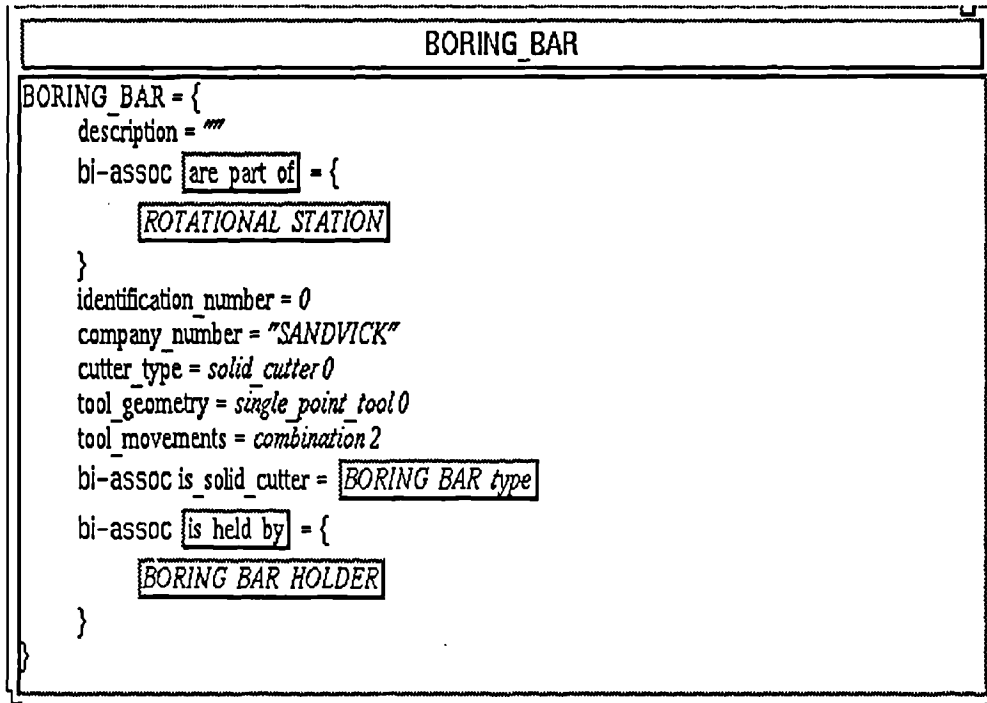 BORING_BAR
BORING_BAR = {
description = ""
bi-assoc are part of = {
ROTATIONAL STATION
}
identification_number = 0
company_number = "SANDVICK"
cutter_type = solid_cutter 0
tool_geometry = single_point_tool 0
tool_movements = combination 2
bi-assoc is_solid_cutter = BORING BAR type
bi-assoc is held by = {
BORING BAR HOLDER
}
}